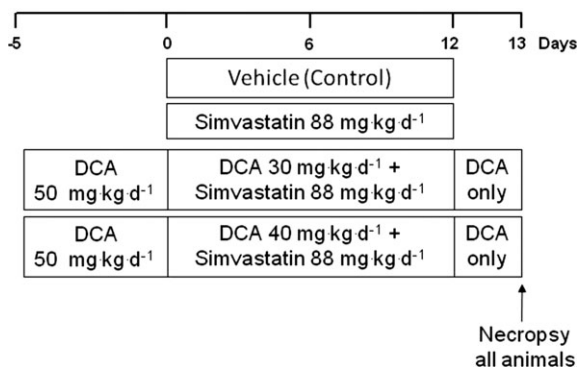 -5 0 6 12 13 Days
Vehicle (Control)
Simvastatin 88 mg·kg·d⁻¹
DCA
50 mg·kg·d⁻¹
DCA 30 mg·kg·d⁻¹ +
Simvastatin 88 mg·kg·d⁻¹
DCA
only
DCA
50 mg·kg·d⁻¹
DCA 40 mg·kg·d⁻¹ +
Simvastatin 88 mg·kg·d⁻¹
DCA
only
Necropsy
all animals